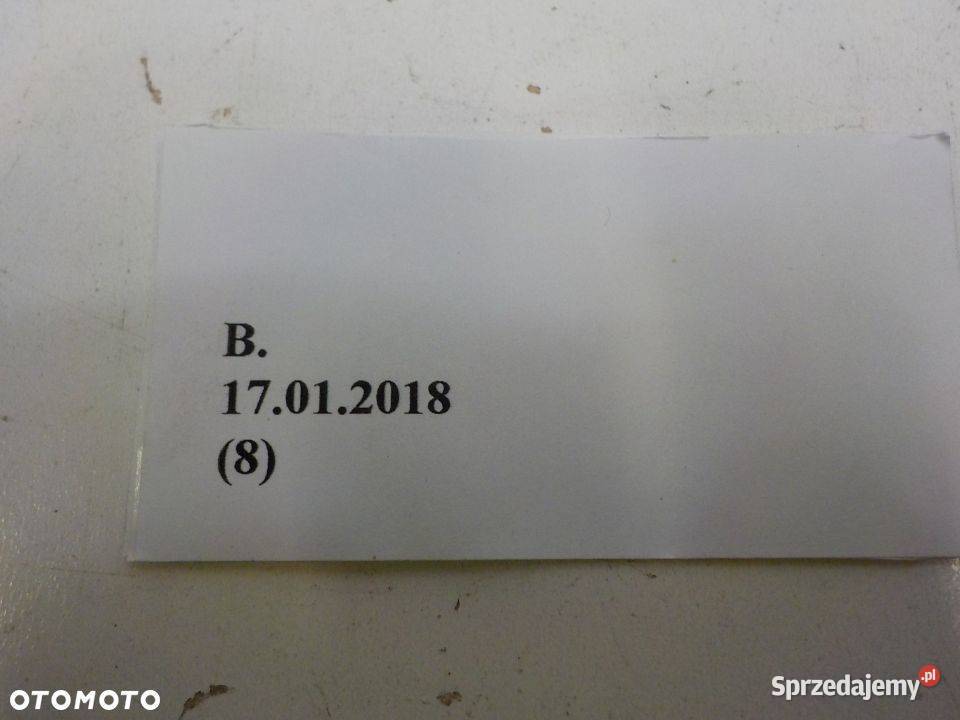 B.
17.01.2018
(8)
OTOMOTO
Sprzedajemy.pl